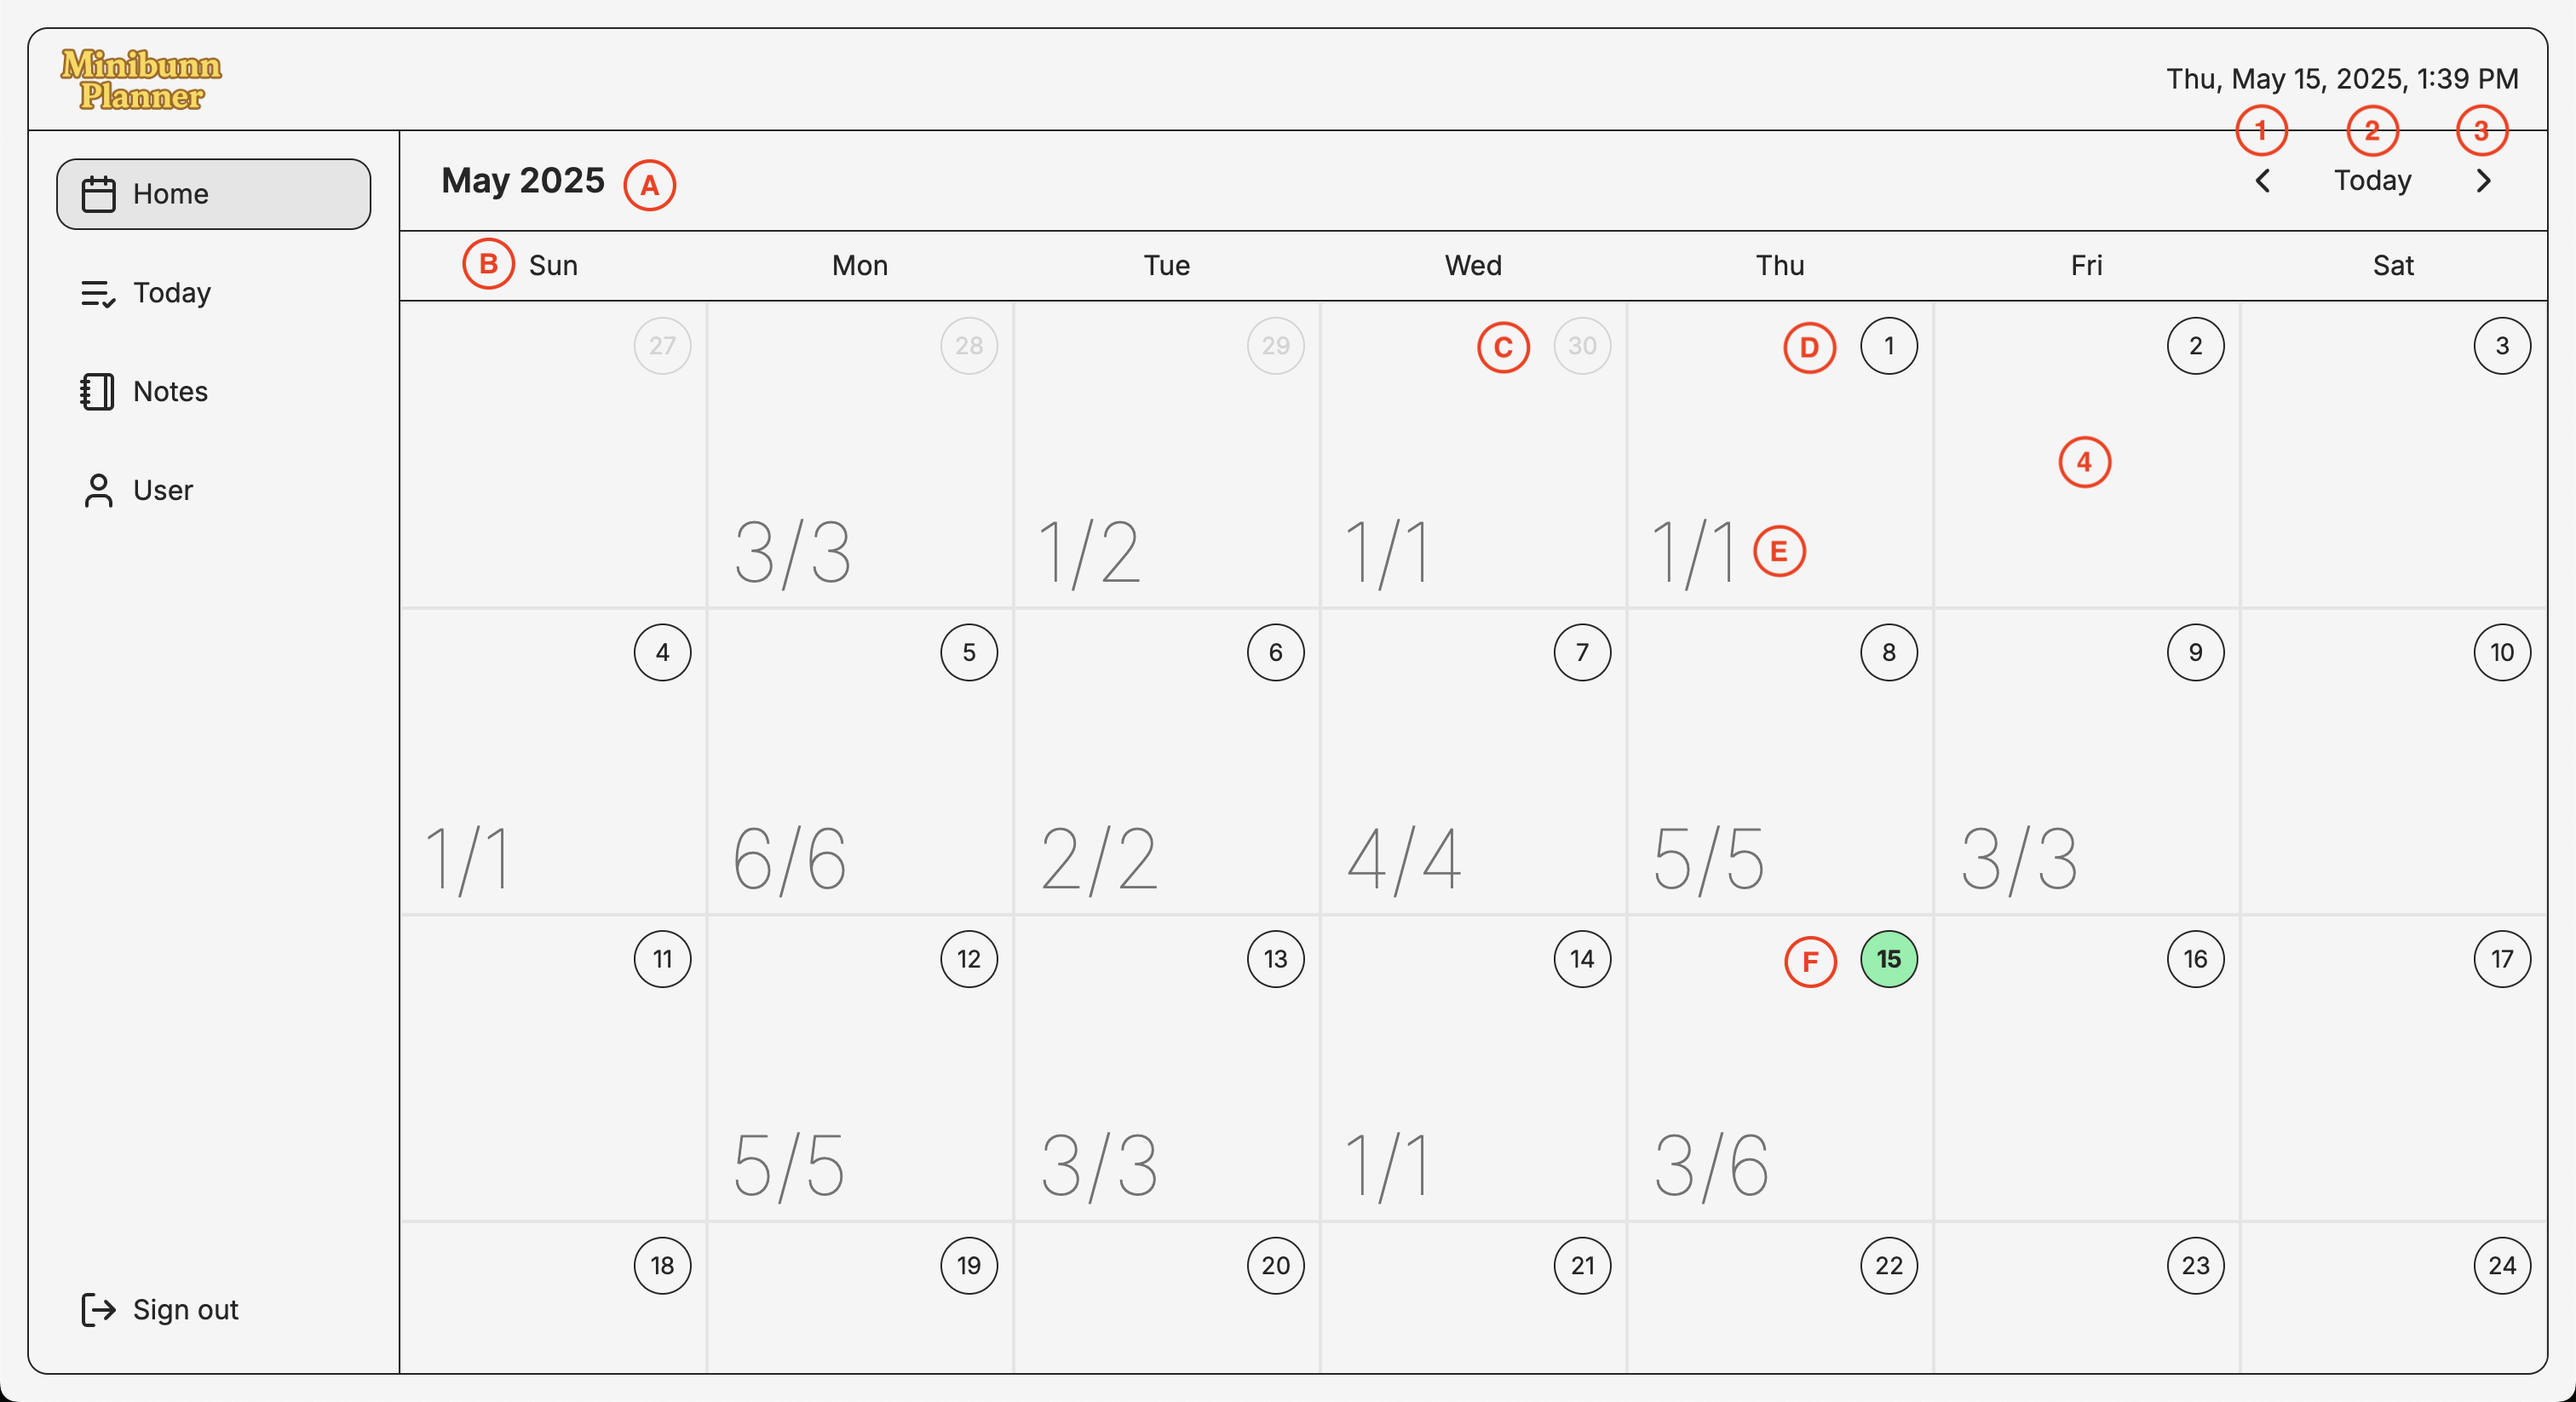 Minibunn
Planner
Thu, May 15, 2025, 1:39 PM
1 2 3
Home
Today
Notes
User
Sign out
May 2025 A
Today
B Sun Mon Tue Wed Thu Fri Sat
27 28 29 C 30 D 1 2 3
4
3/3 1/2 1/1 1/1 E
4 5 6 7 8 9 10
1/1 6/6 2/2 4/4 5/5 3/3
11 12 13 14 F 15 16 17
5/5 3/3 1/1 3/6
18 19 20 21 22 23 24